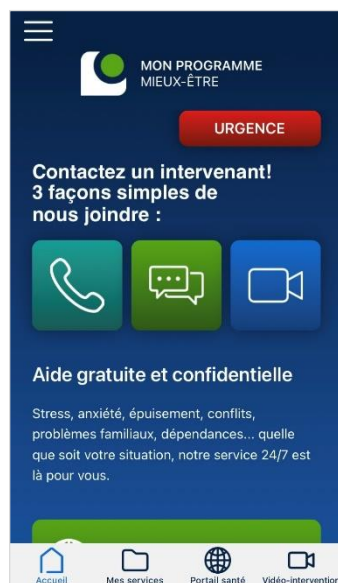 MON PROGRAMME
MIEUX-ÊTRE
URGENCE
Contactez un intervenant!
3 façons simples de
nous joindre :
Aide gratuite et confidentielle
Stress, anxiété, épuisement, conflits,
problèmes familiaux, dépendances... quelle
que soit votre situation, notre service 24/7 est
là pour vous.
Accueil Mes services Portail santé Vidéo-intervention